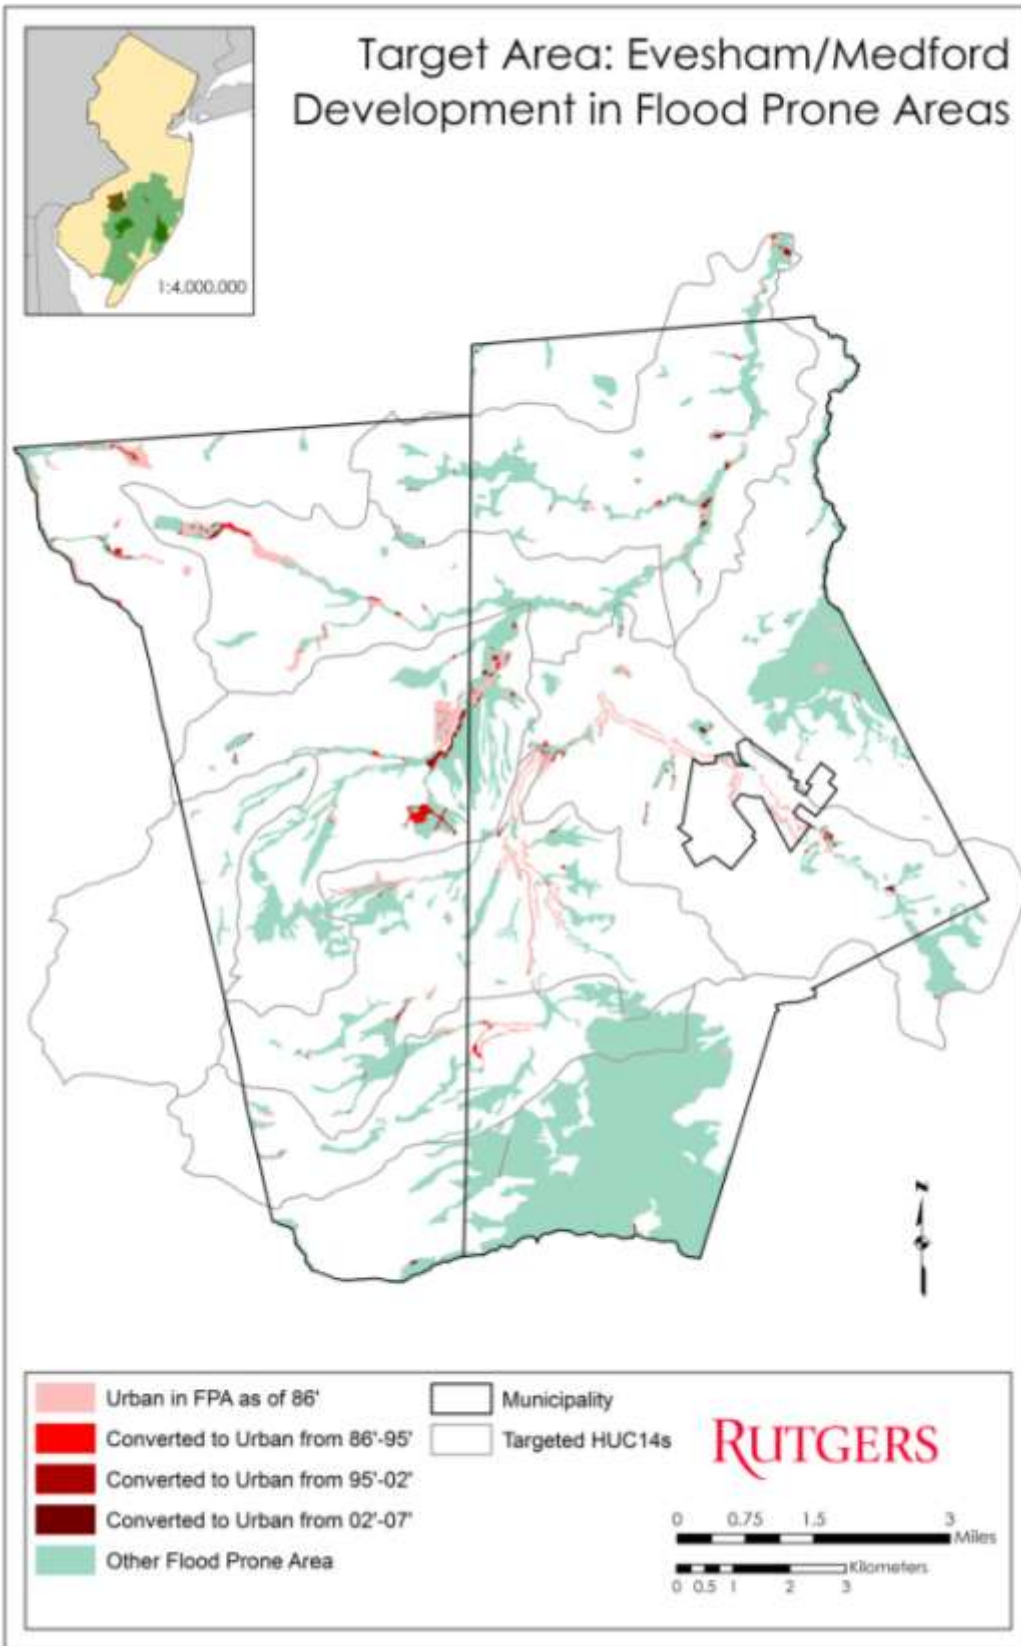 Target Area: Evesham/Medford
Development in Flood Prone Areas
1:4,000,000
N
Urban in FPA as of 86'
Converted to Urban from 86'-95'
Converted to Urban from 95'-02'
Converted to Urban from 02'-07'
Other Flood Prone Area
Municipality
Targeted HUC14s
RUTGERS
0 0.75 1.5 3
Miles
Kilometers
0 0.5 1 2 3